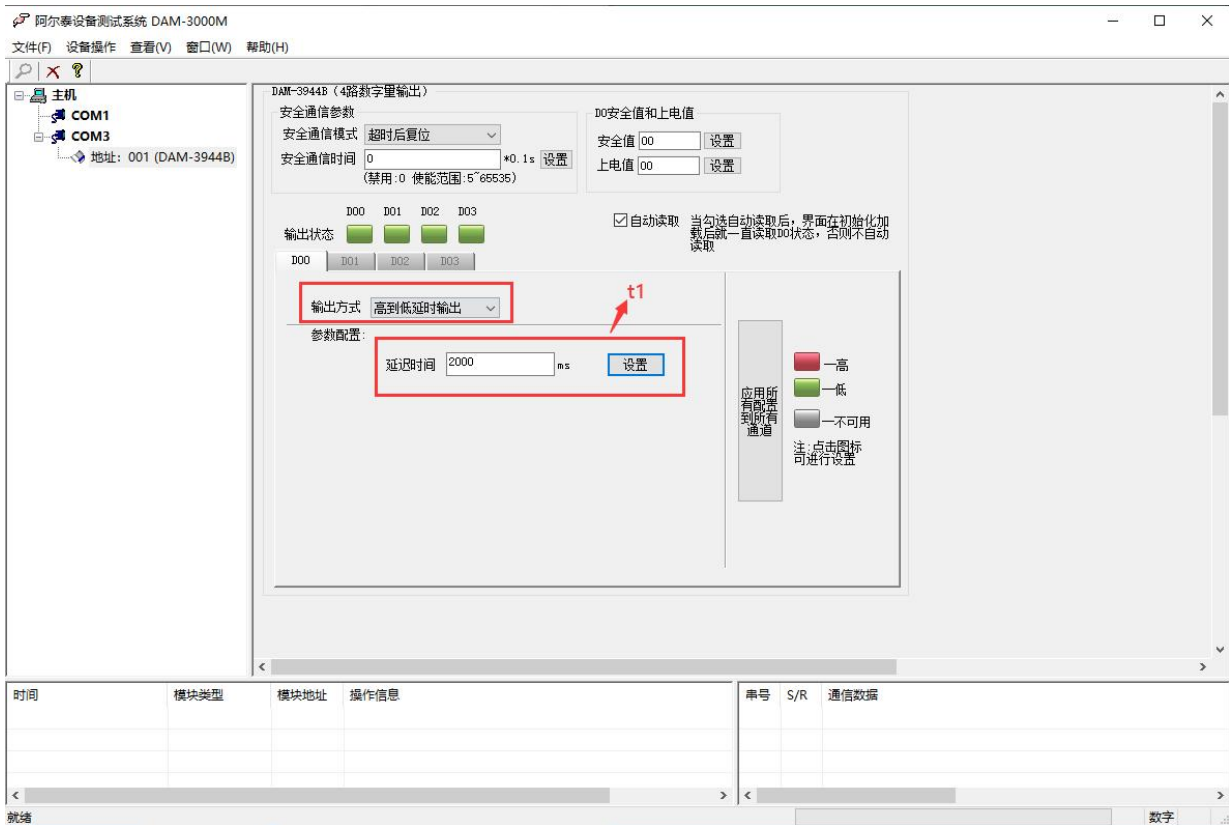 阿尔泰设备测试系统 DAM-3000M
文件(F) 设备操作 查看(V) 窗口(W) 帮助(H)
主机
COM1
COM3
地址：001 (DAM-3944B)
DAM-3944B（4路数字量输出）
安全通信参数
安全通信模式 超时后复位
安全通信时间 0 *0.1s 设置
(禁用:0 使能范围:5~65535)
DO安全值和上电值
安全值 00 设置
上电值 00 设置
DO0 DO1 DO2 DO3
输出状态
自动读取 当勾选自动读取后，界面在初始化加
载后就一直读取DO状态，否则不自动
读取
DO0 DO1 DO2 DO3
输出方式 高到低延时输出
t1
参数配置:
延迟时间 2000 ms 设置
应用所
有配置
到所有
通道
—高
—低
—不可用
注:点击图标
可进行设置
时间 模块类型 模块地址 操作信息
串号 S/R 通信数据
就绪
数字